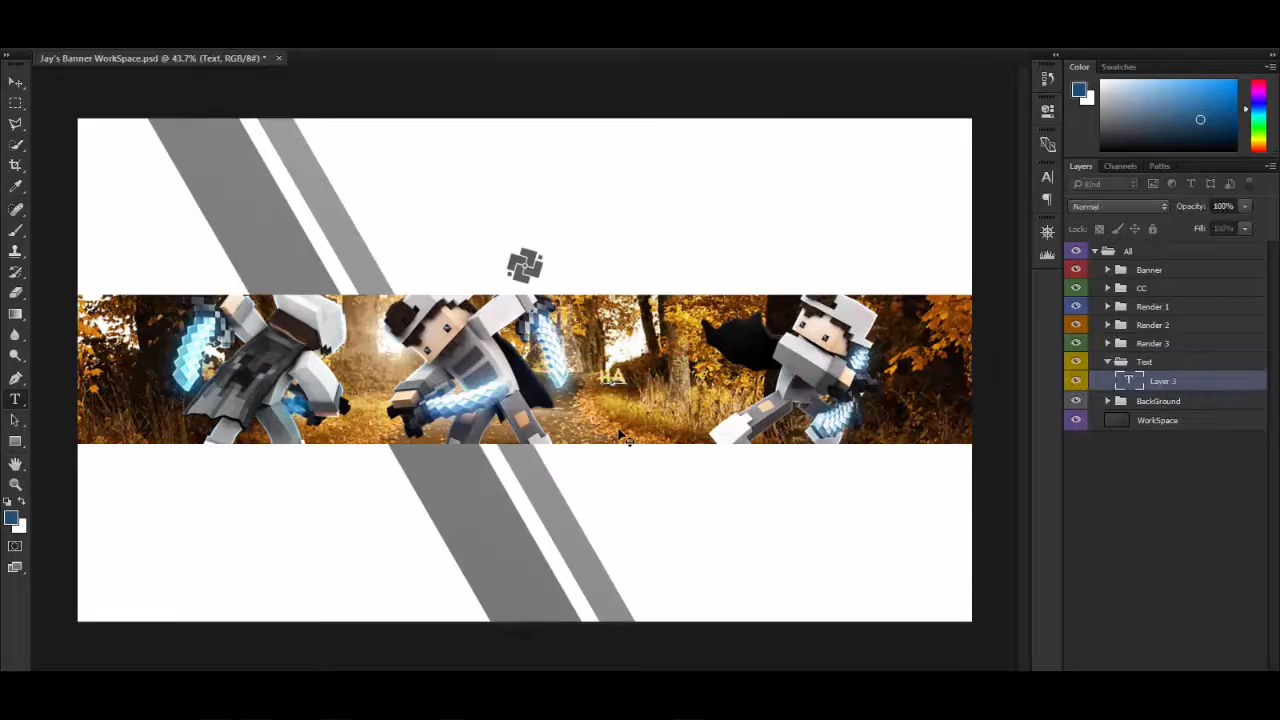 Jay's Banner WorkSpace.psd @ 43.7% (Text, RGB/8#) *
Color Swatches
Layers Channels Paths
Kind
Normal Opacity: 100%
Lock: Fill: 100%
All
Banner
CC
Render 1
Render 2
Render 3
Text
T Layer 3
BackGround
WorkSpace